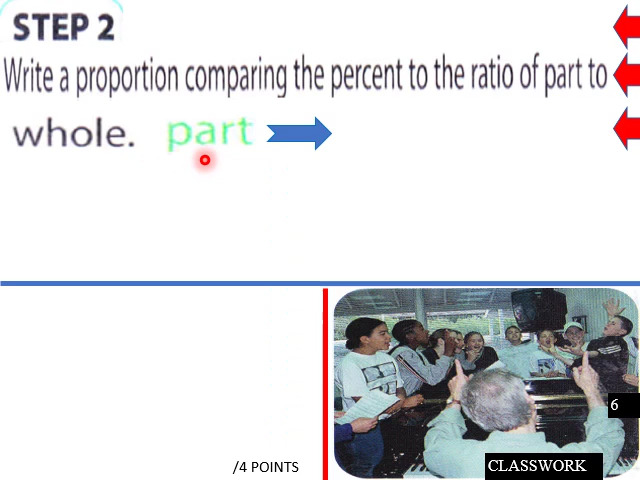 STEP 2
Write a proportion comparing the percent to the ratio of part to
whole. part
6
/4 POINTS
CLASSWORK